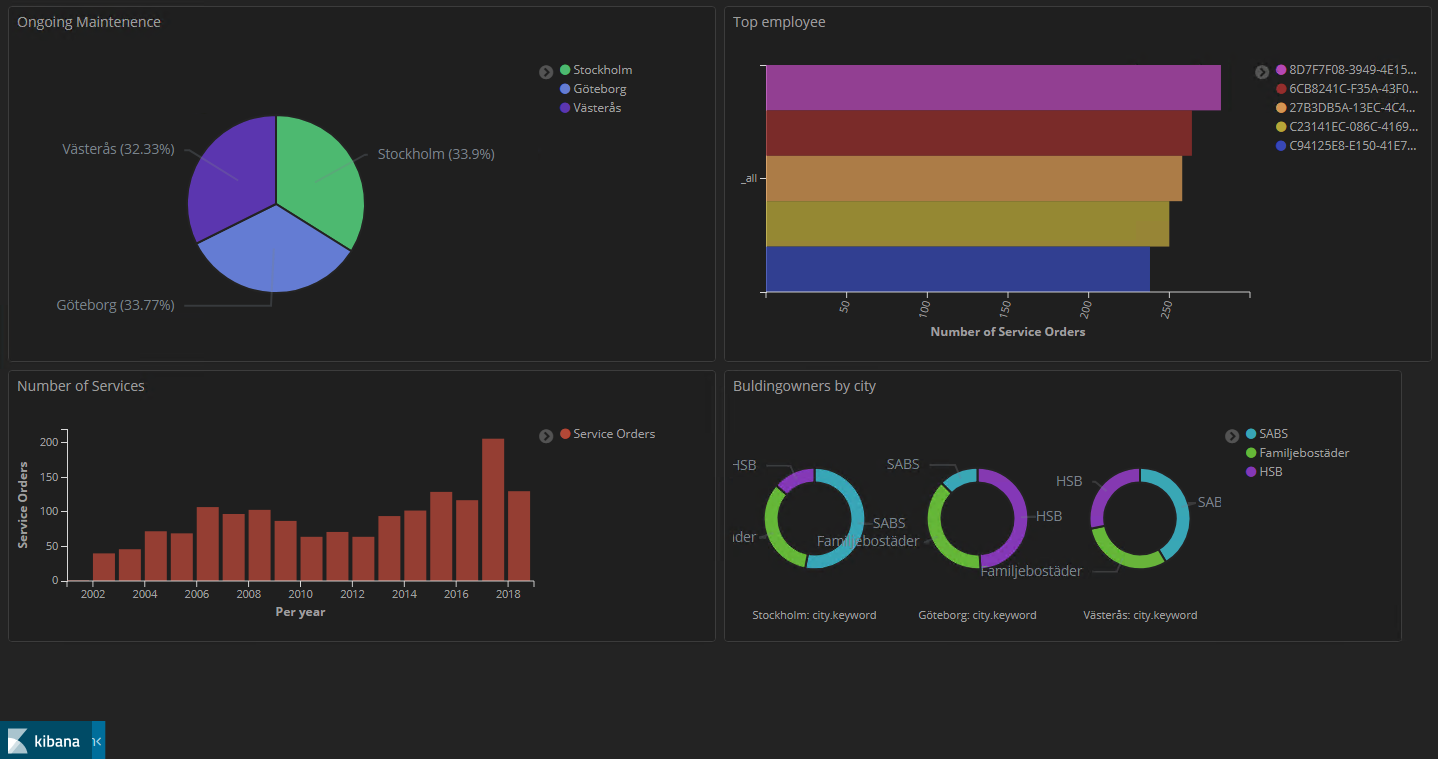 Ongoing Maintenence
Stockholm
Göteborg
Västerås
Västerås (32.33%)
Stockholm (33.9%)
Göteborg (33.77%)
Top employee
8D7F7F08-3949-4E15...
6CB8241C-F35A-43F0...
27B3DB5A-13EC-4C4...
C23141EC-086C-4169...
C94125E8-E150-41E7...
_all
50 100 150 200 250
Number of Service Orders
Number of Services
Service Orders
200
150
100
50
0
Service Orders
2002 2004 2006 2008 2010 2012 2014 2016 2018
Per year
Buldingowners by city
SABS
Familjebostäder
HSB
HSB
SABS
der
SABS
HSB
Familjebostäder
HSB
SAB
Familjebostäder
Stockholm: city.keyword Göteborg: city.keyword Västerås: city.keyword
kibana